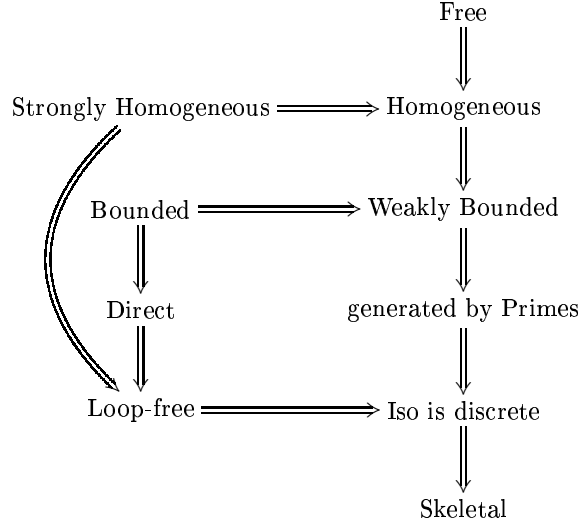 Free
Strongly Homogeneous
Homogeneous
Bounded
Weakly Bounded
Direct
generated by Primes
Loop-free
Iso is discrete
Skeletal